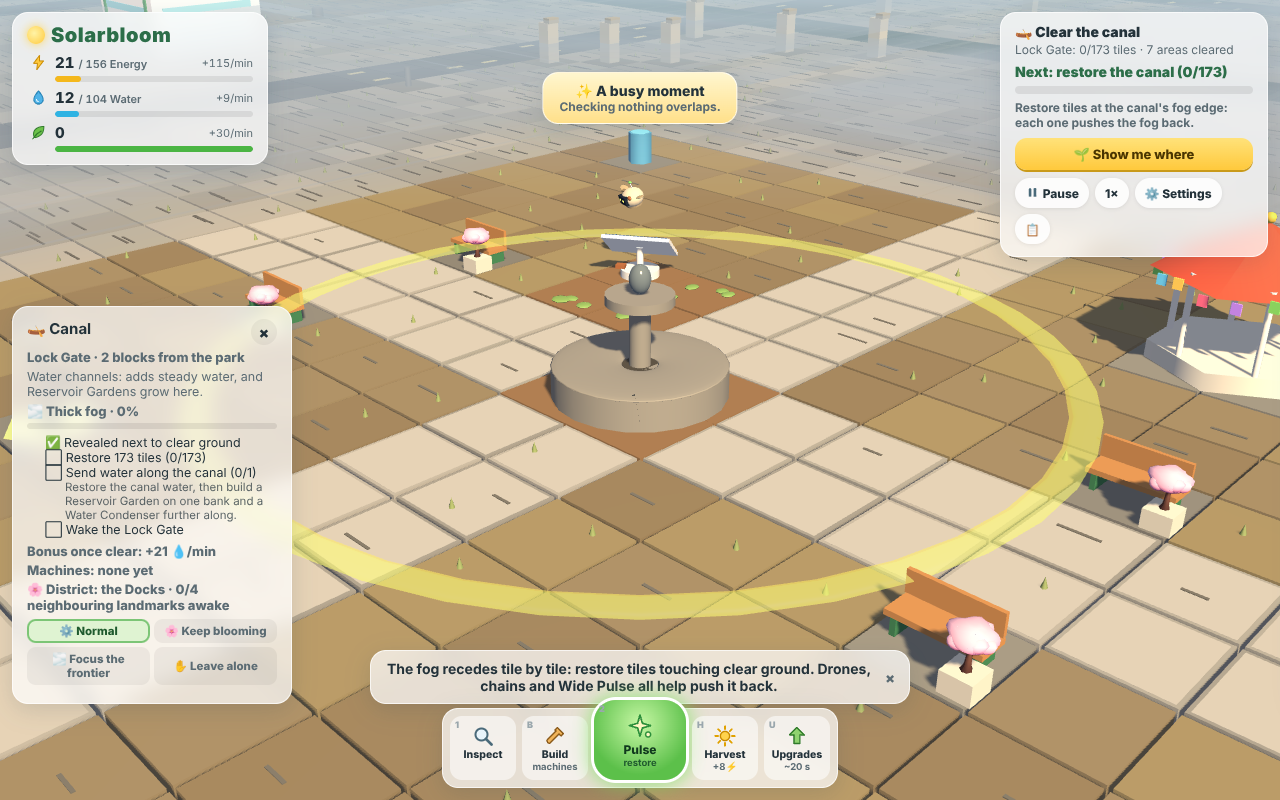 Solarbloom
21 / 156 Energy +115/min
12 / 104 Water +9/min
0 +30/min
✨ A busy moment
Checking nothing overlaps.
Clear the canal
Lock Gate: 0/173 tiles · 7 areas cleared
Next: restore the canal (0/173)
Restore tiles at the canal's fog edge:
each one pushes the fog back.
🌱 Show me where
Pause
1×
⚙️ Settings
Canal
✖
Lock Gate · 2 blocks from the park
Water channels: adds steady water, and
Reservoir Gardens grow here.
🌫️ Thick fog · 0%
✅ Revealed next to clear ground
Restore 173 tiles (0/173)
Send water along the canal (0/1)
Restore the canal water, then build a
Reservoir Garden on one bank and a
Water Condenser further along.
Wake the Lock Gate
Bonus once clear: +21 💧/min
Machines: none yet
🌸 District: the Docks · 0/4
neighbouring landmarks awake
⚙️ Normal
🌸 Keep blooming
🌫️ Focus the
frontier
✋ Leave alone
The fog recedes tile by tile: restore tiles touching clear ground. Drones,
chains and Wide Pulse all help push it back.
✖
1
Inspect
B
Build
machines
Pulse
restore
H
Harvest
+8⚡
U
Upgrades
~20 s